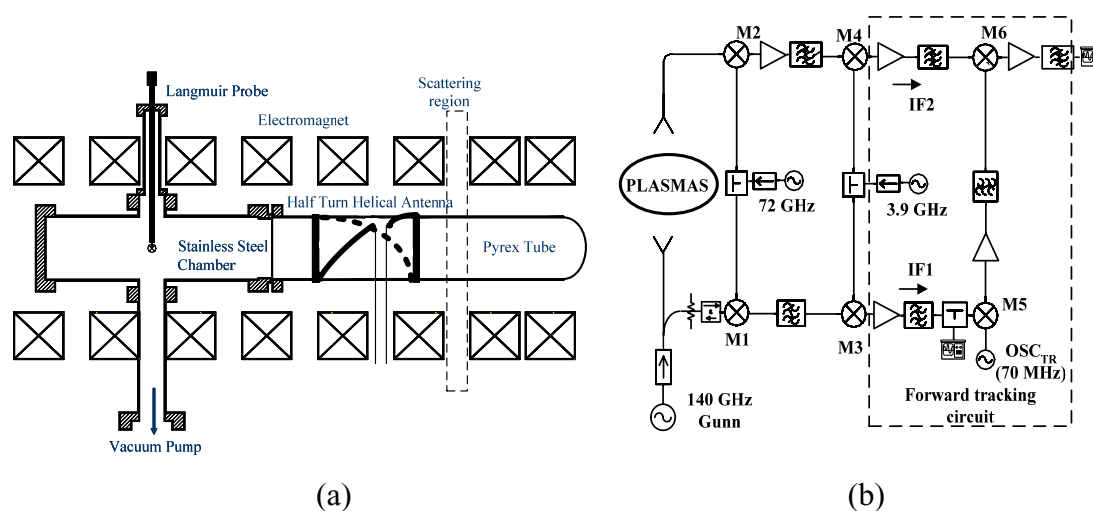 Langmuir Probe
Scattering
region
Electromagnet
Half Turn Helical Antenna
Stainless Steel
Chamber
Pyrex Tube
Vacuum Pump
(a)
M2
M4
M6
IF2
PLASMAS
72 GHz
3.9 GHz
IF1
M1
M3
M5
OSCTR
(70 MHz)
140 GHz
Gunn
Forward tracking
circuit
(b)